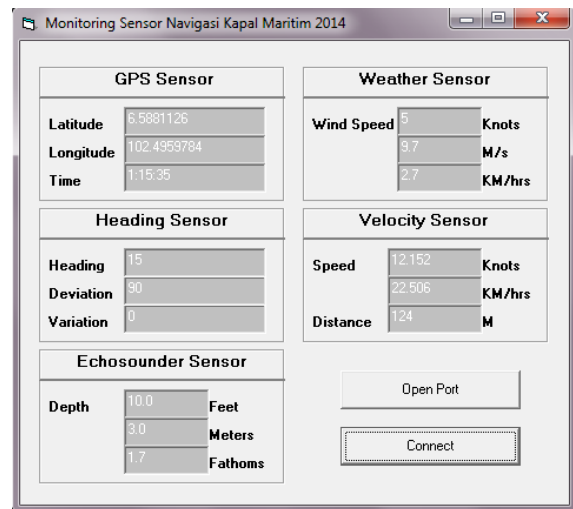 Monitoring Sensor Navigasi Kapal Maritim 2014
GPS Sensor
Latitude 6.5881126
Longitude 102.4959784
Time 1:15:35
Weather Sensor
Wind Speed 5 Knots
9.7 M/s
2.7 KM/hrs
Heading Sensor
Heading 15
Deviation 90
Variation 0
Velocity Sensor
Speed 12.152 Knots
22.506 KM/hrs
Distance 124 M
Echosounder Sensor
Depth 10.0 Feet
3.0 Meters
1.7 Fathoms
Open Port
Connect